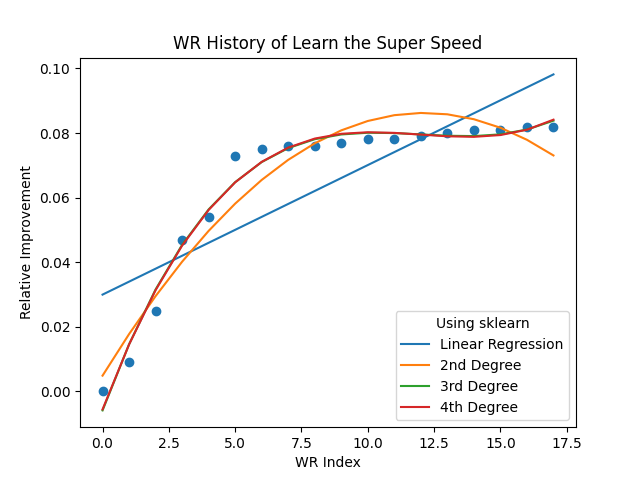 WR History of Learn the Super Speed
0.10
0.08
0.06
0.04
0.02
0.00
Relative Improvement
0.0 2.5 5.0 7.5 10.0 12.5 15.0 17.5
WR Index
Using sklearn
Linear Regression
2nd Degree
3rd Degree
4th Degree